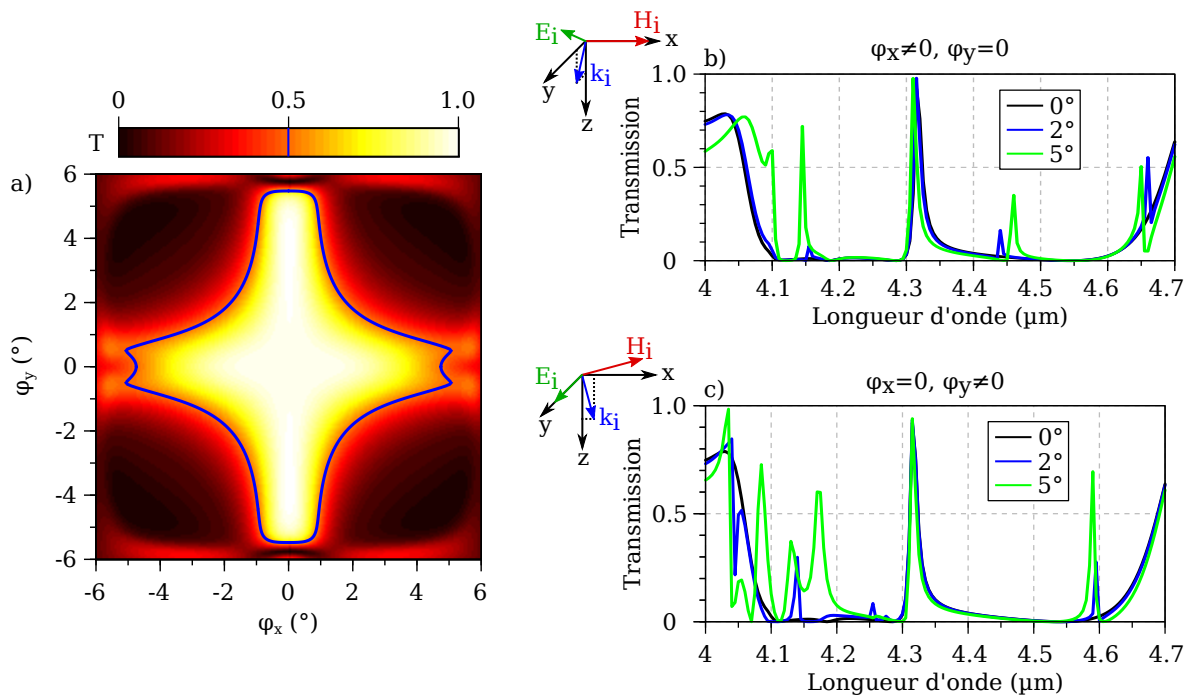 a)
T
0 0.5 1.0
φy (°)
6
4
2
0
-2
-4
-6
-6 -4 -2 0 2 4 6
φx (°)
Ei Hi x
y ki
z
b) φx≠0, φy=0
Transmission
1.0
0.5
0
0°
2°
5°
4 4.1 4.2 4.3 4.4 4.5 4.6 4.7
Longueur d'onde (µm)
Hi
Ei x
y ki
z
c) φx=0, φy≠0
Transmission
1.0
0.5
0
0°
2°
5°
4 4.1 4.2 4.3 4.4 4.5 4.6 4.7
Longueur d'onde (µm)